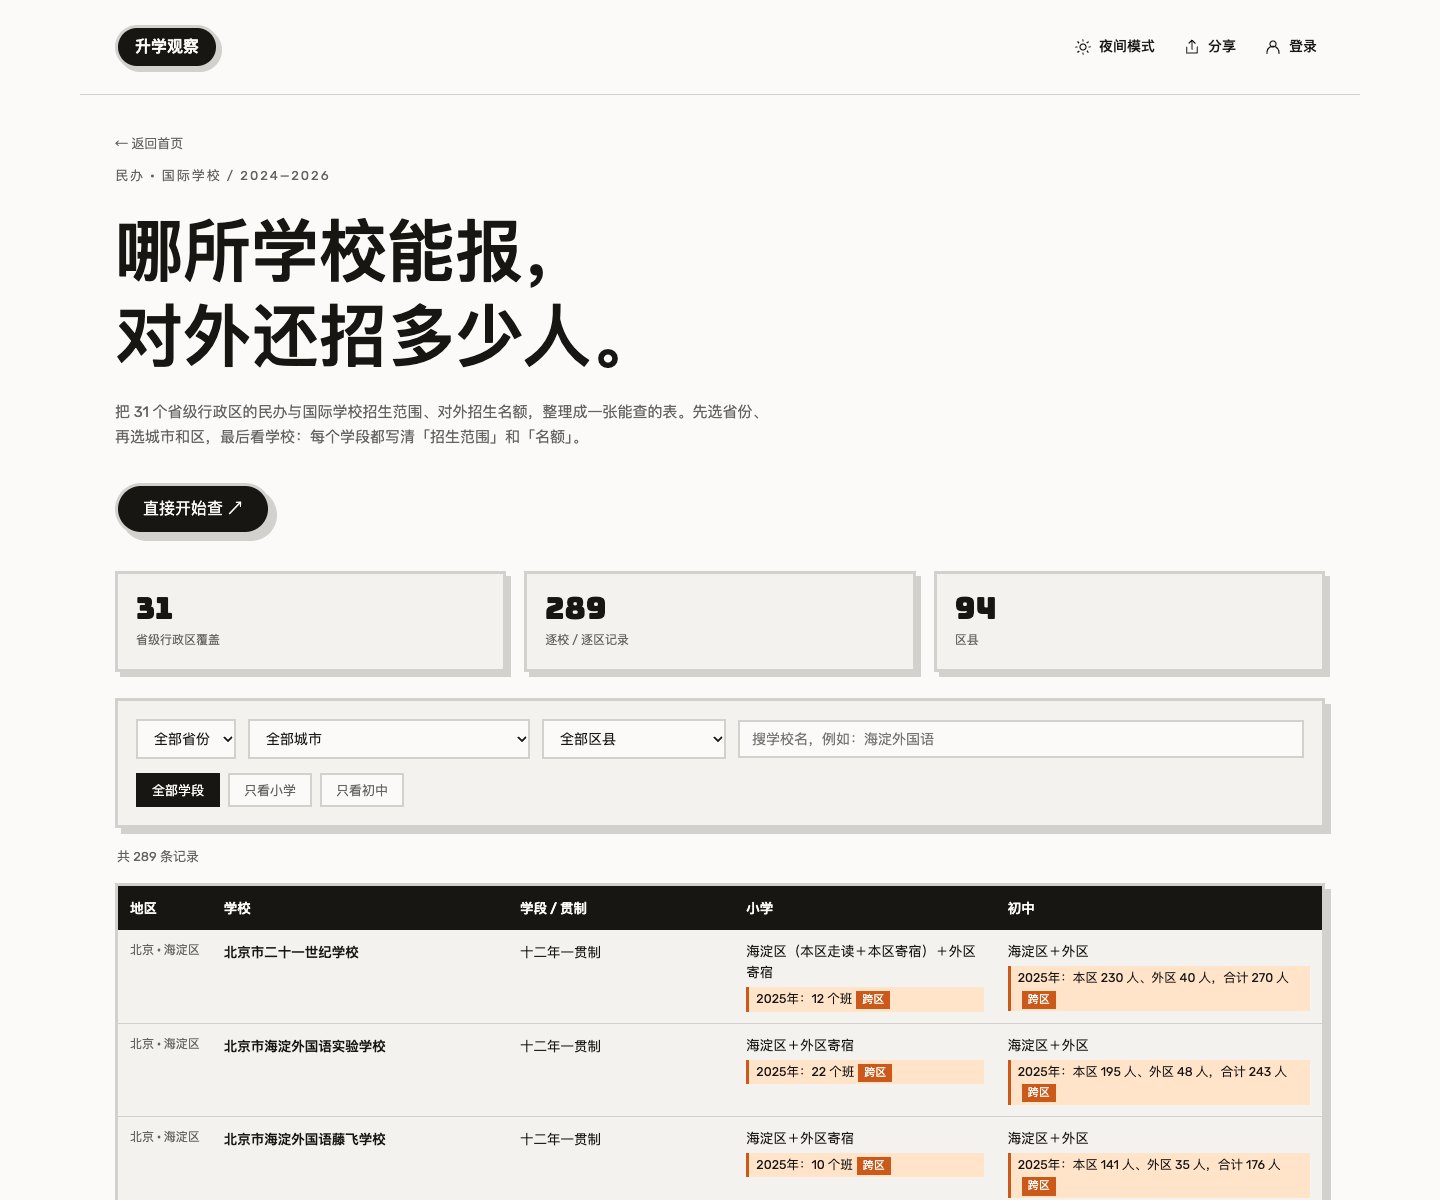 升学观察
夜间模式
分享
登录
← 返回首页
民办 · 国际学校 / 2024—2026
哪所学校能报，
对外还招多少人。
把 31 个省级行政区的民办与国际学校招生范围、对外招生名额，整理成一张能查的表。先选省份、
再选城市和区，最后看学校：每个学段都写清「招生范围」和「名额」。
直接开始查 ↗
31
省级行政区覆盖
289
逐校 / 逐区记录
94
区县
全部省份
全部城市
全部区县
搜学校名，例如：海淀外国语
全部学段
只看小学
只看初中
共 289 条记录
地区
学校
学段 / 贯制
小学
初中
北京 · 海淀区
北京市二十一世纪学校
十二年一贯制
海淀区（本区走读＋本区寄宿）＋外区
寄宿
2025年：12 个班 跨区
海淀区＋外区
2025年：本区 230 人、外区 40 人，合计 270 人
跨区
北京 · 海淀区
北京市海淀外国语实验学校
十二年一贯制
海淀区＋外区寄宿
2025年：22 个班 跨区
海淀区＋外区
2025年：本区 195 人、外区 48 人，合计 243 人
跨区
北京 · 海淀区
北京市海淀外国语藤飞学校
十二年一贯制
海淀区＋外区寄宿
2025年：10 个班 跨区
海淀区＋外区
2025年：本区 141 人、外区 35 人，合计 176 人
跨区